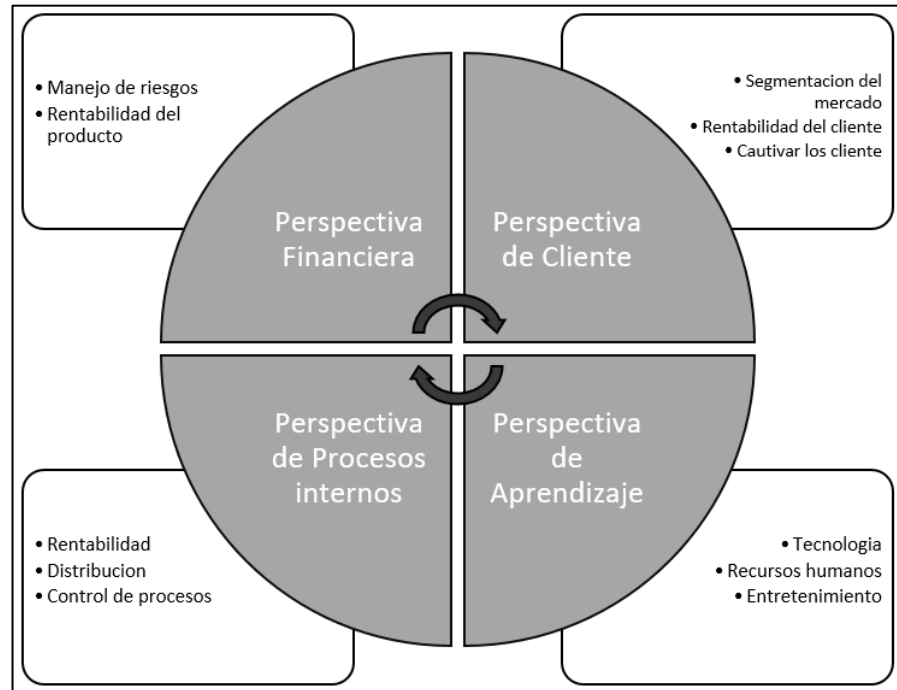 • Manejo de riesgos
• Rentabilidad del
producto
• Segmentacion del
mercado
• Rentabilidad del cliente
• Cautivar los cliente
Perspectiva
Financiera
Perspectiva
de Cliente
Perspectiva
de Procesos
internos
Perspectiva
de
Aprendizaje
• Rentabilidad
• Distribucion
• Control de procesos
• Tecnologia
• Recursos humanos
• Entretenimiento